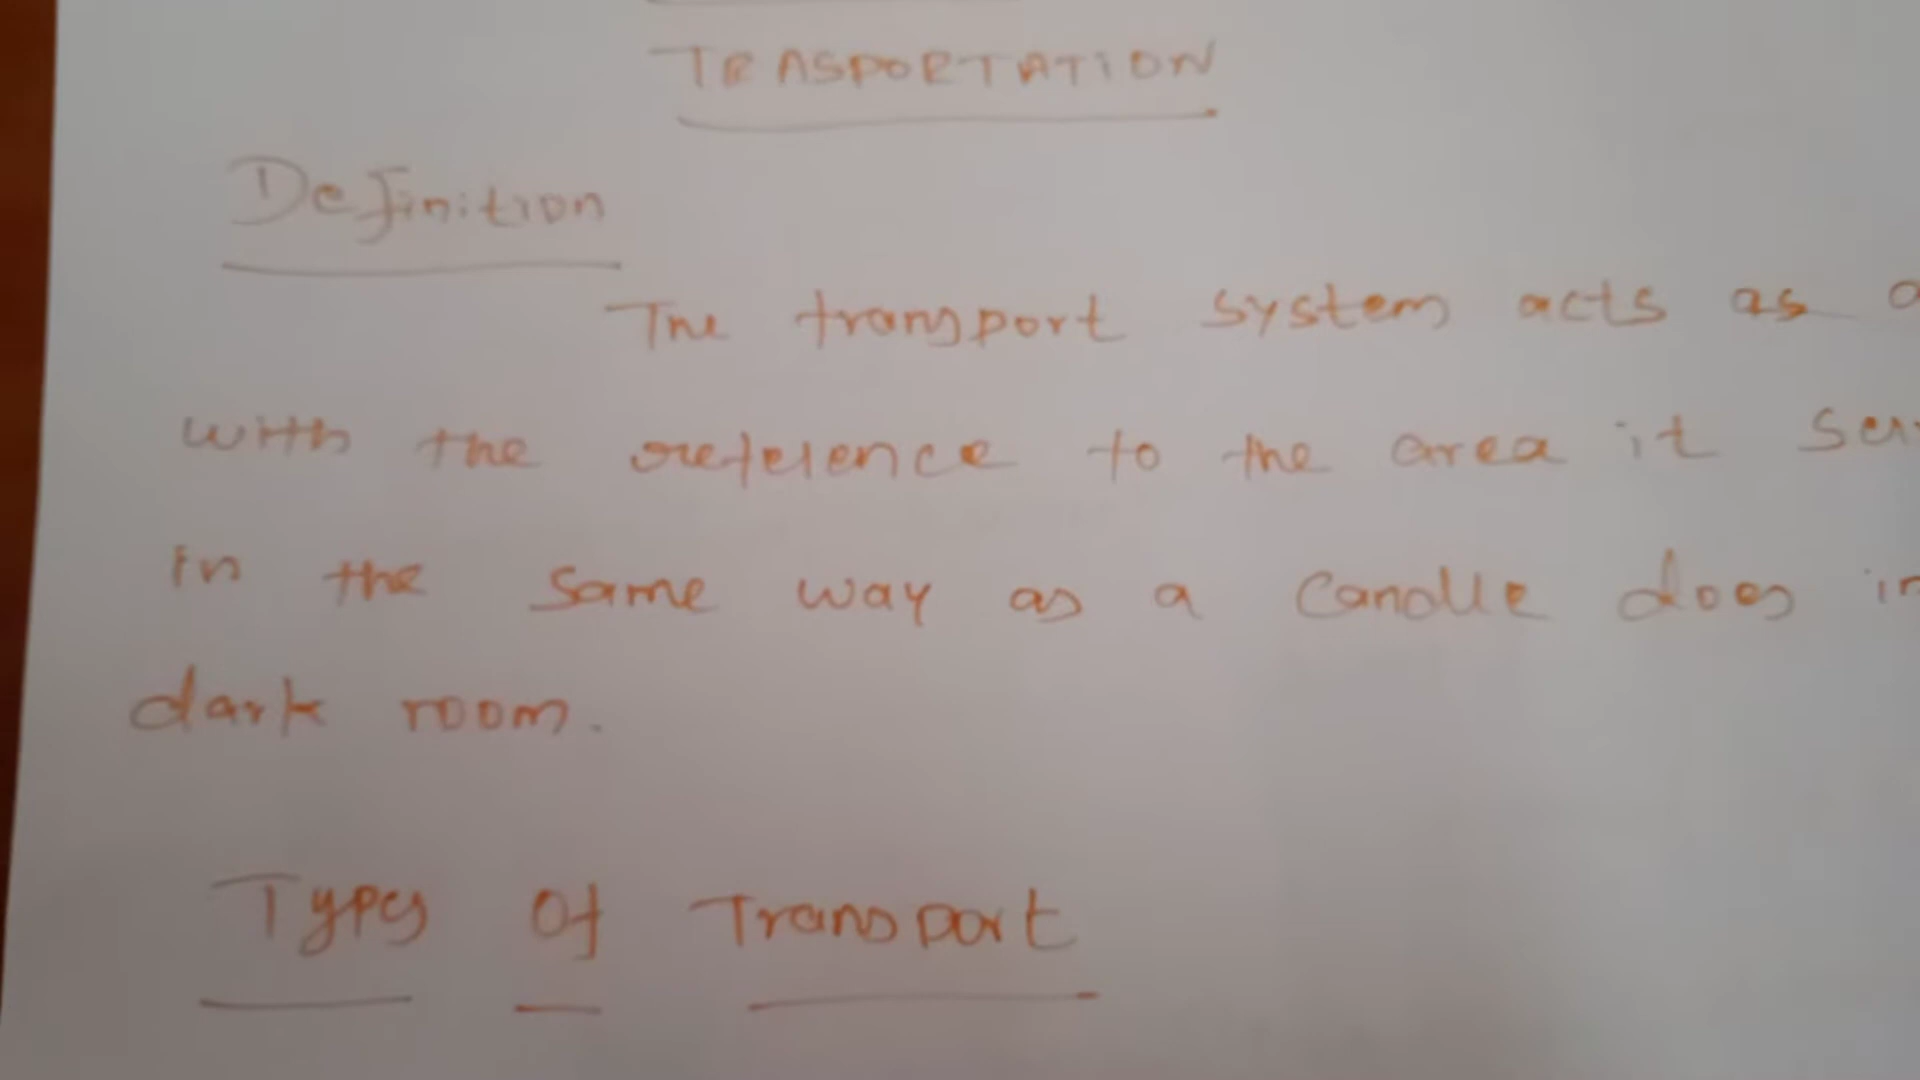 TRASPORTATION
Definition
The transport system acts as a
with the reference to the area it
in the same way as a candle does in
dark room.
Types of Transport